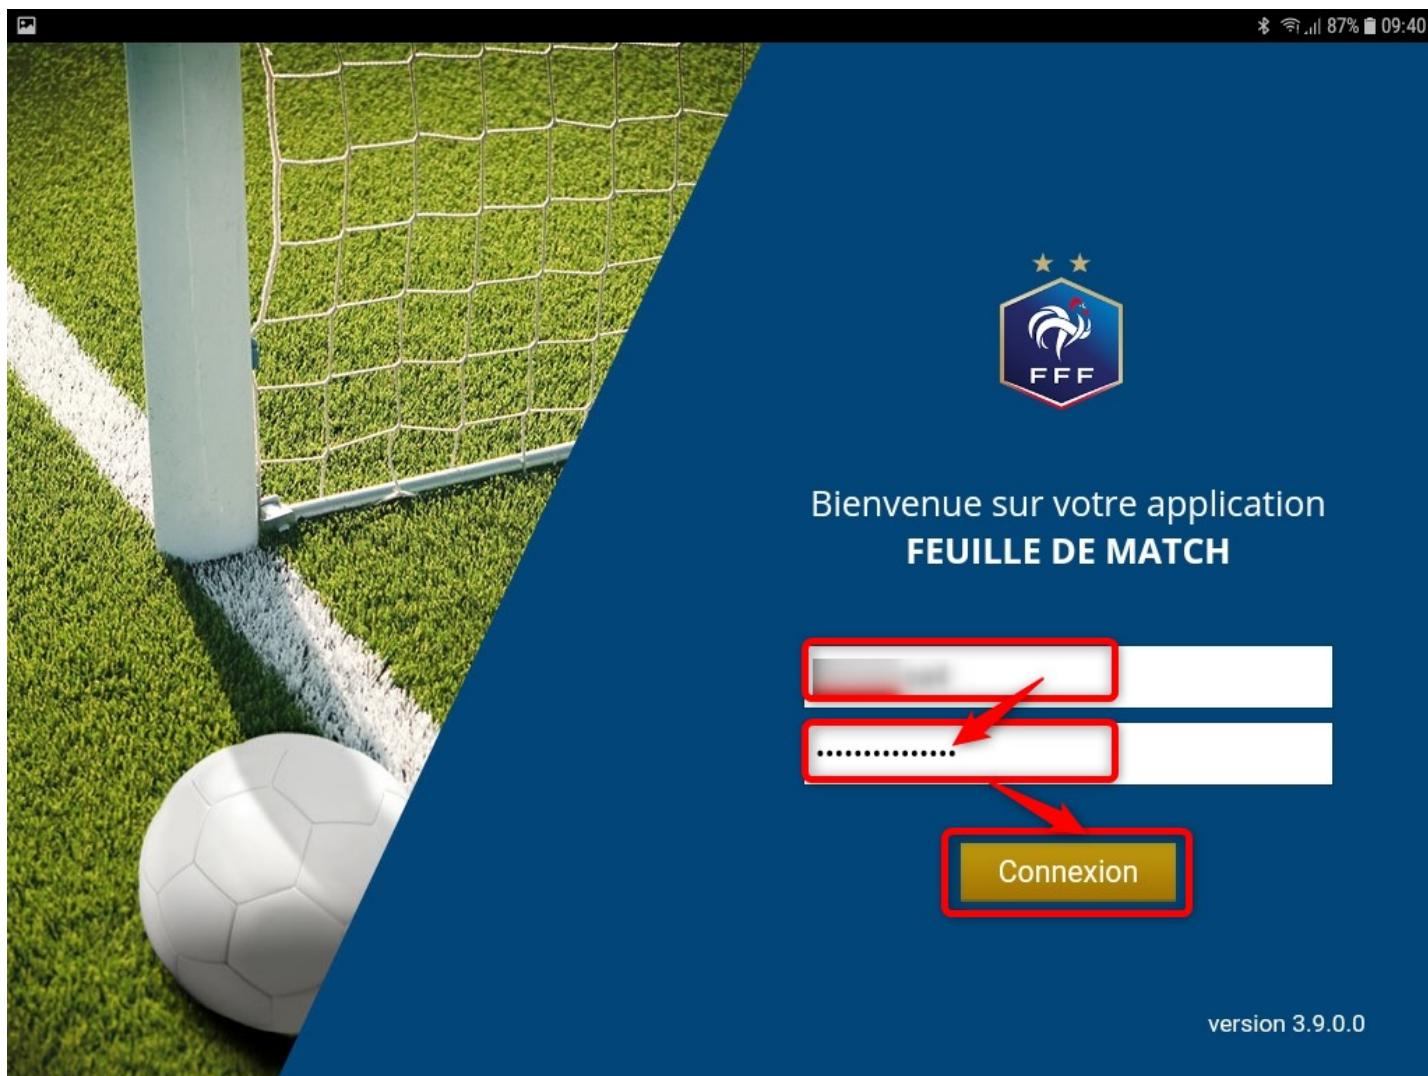 87% 09:40
FFF
Bienvenue sur votre application
FEUILLE DE MATCH
•••••••••••••••
Connexion
version 3.9.0.0